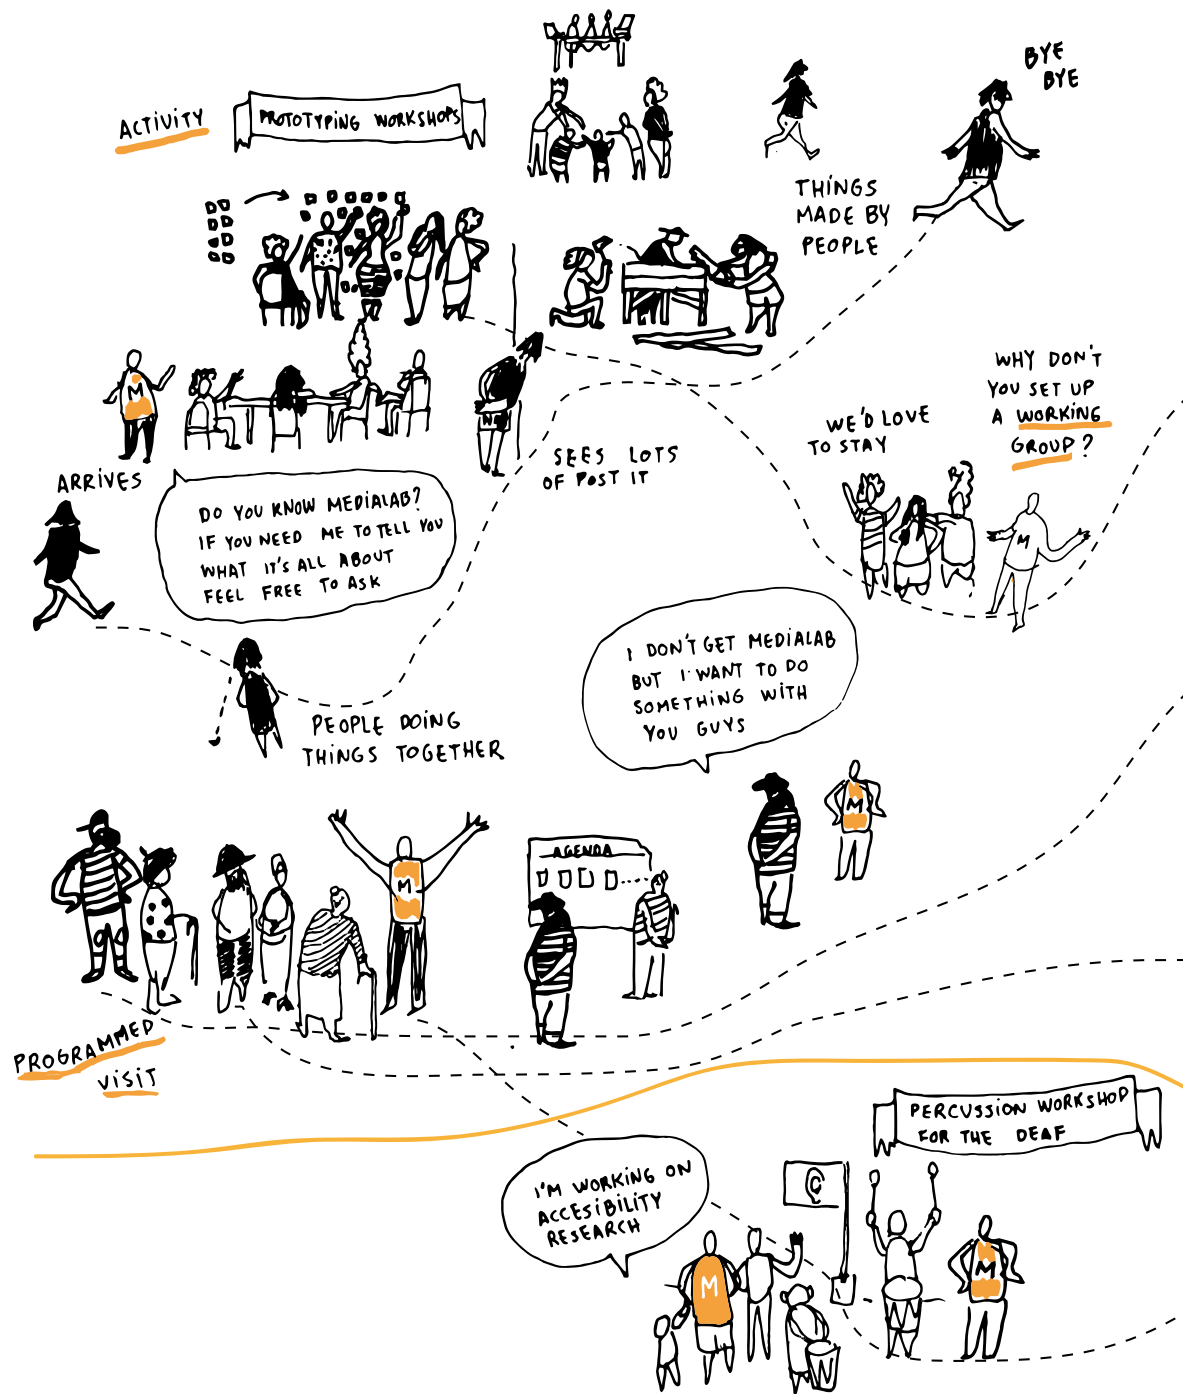 BYE
BYE
ACTIVITY
PROTOTYPING WORKSHOPS
THINGS
MADE BY
PEOPLE
M
WHY DON'T
YOU SET UP
A WORKING
GROUP?
WE'D LOVE
TO STAY
SEES LOTS
OF POST IT
ARRIVES
DO YOU KNOW MEDIALAB?
IF YOU NEED ME TO TELL YOU
WHAT IT'S ALL ABOUT
FEEL FREE TO ASK
M
I DON'T GET MEDIALAB
BUT I WANT TO DO
SOMETHING WITH
YOU GUYS
PEOPLE DOING
THINGS TOGETHER
M
AGENDA
M
PROGRAMMED
VISIT
PERCUSSION WORKSHOP
FOR THE DEAF
I'M WORKING ON
ACCESIBILITY
RESEARCH
M
M